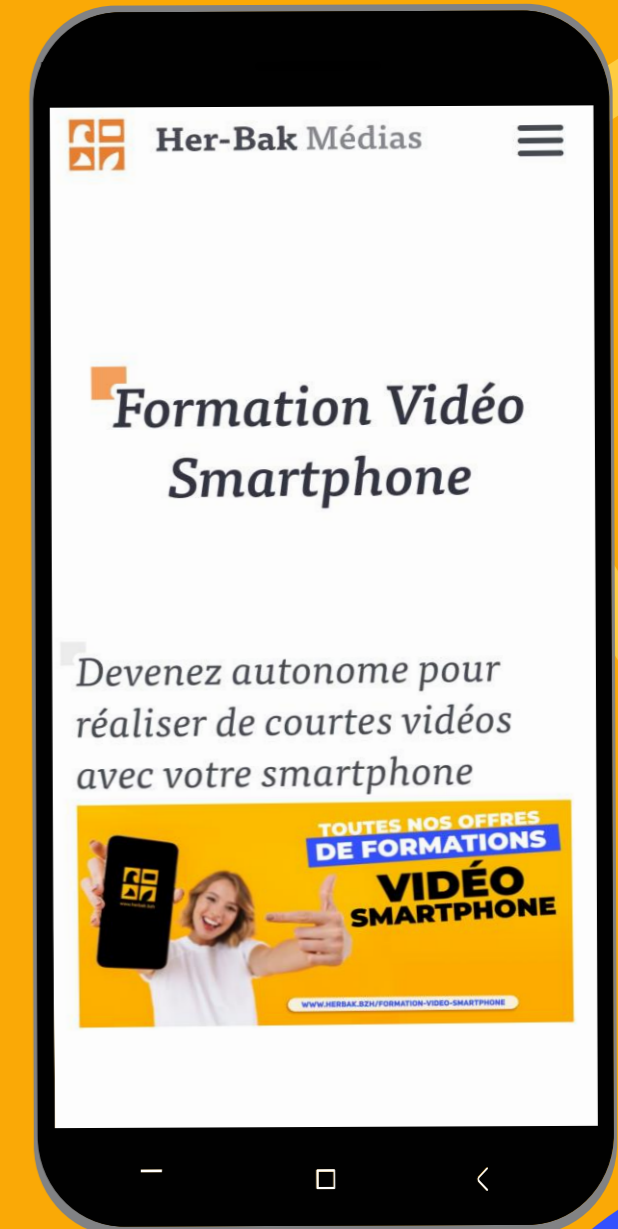 Her-Bak Médias
Formation Vidéo
Smartphone
Devenez autonome pour
réaliser de courtes vidéos
avec votre smartphone
TOUTES NOS OFFRES
DE FORMATIONS
VIDÉO
SMARTPHONE
WWW.HERBAK.BZH/FORMATION-VIDEO-SMARTPHONE